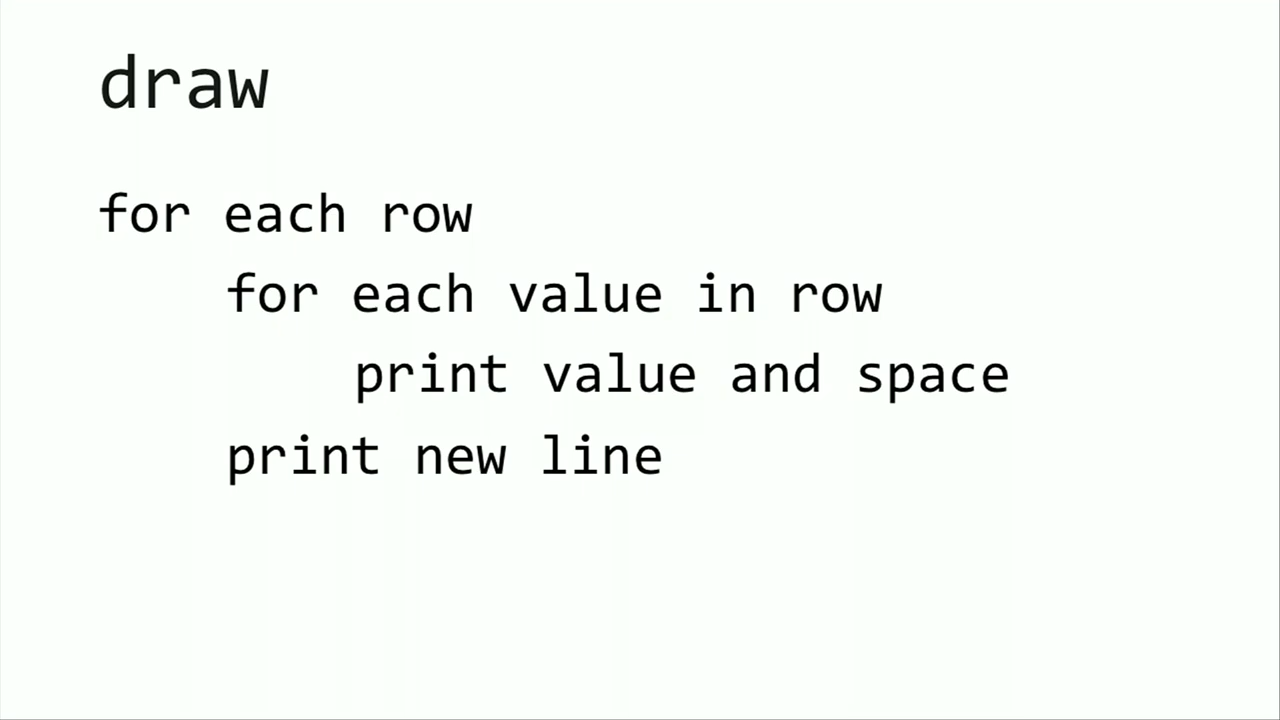 draw
for each row
for each value in row
print value and space
print new line